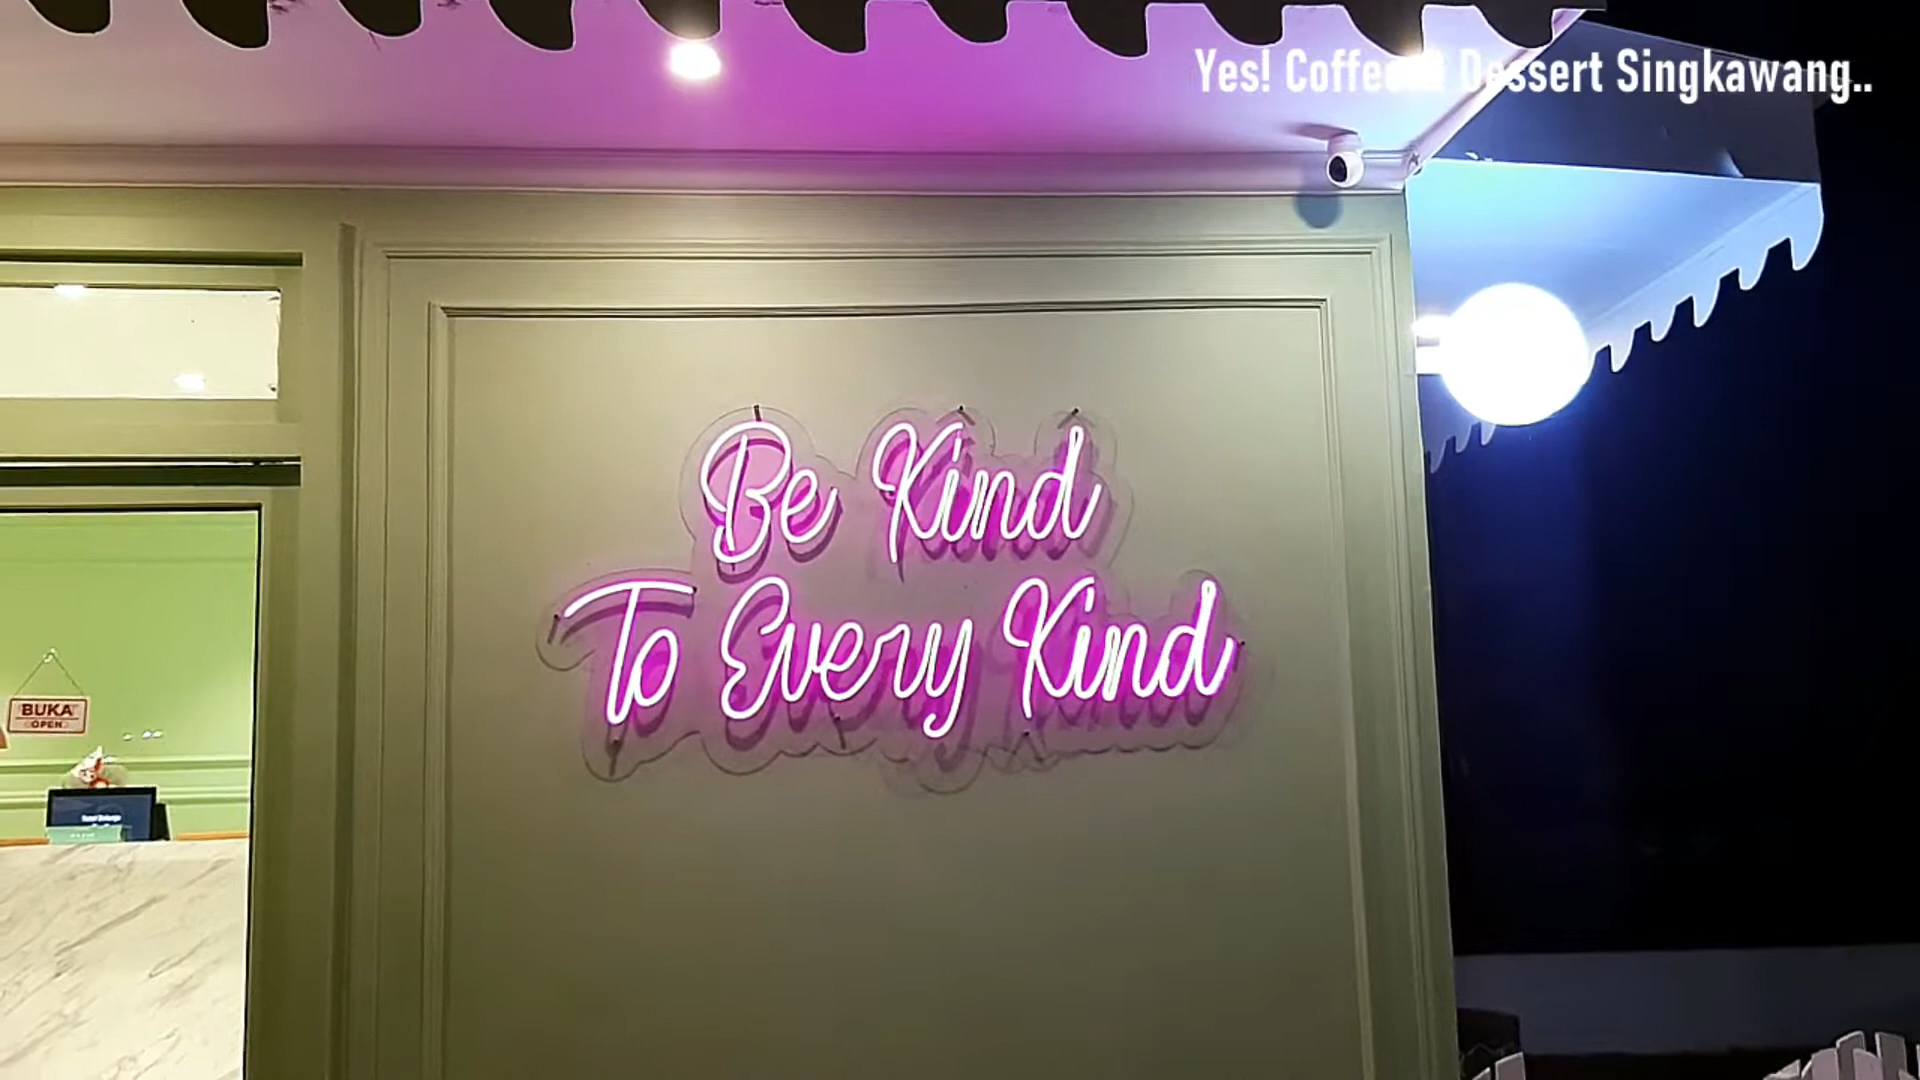 Yes! Coffee & Dessert Singkawang..
Be Kind
To Every Kind
BUKA
OPEN